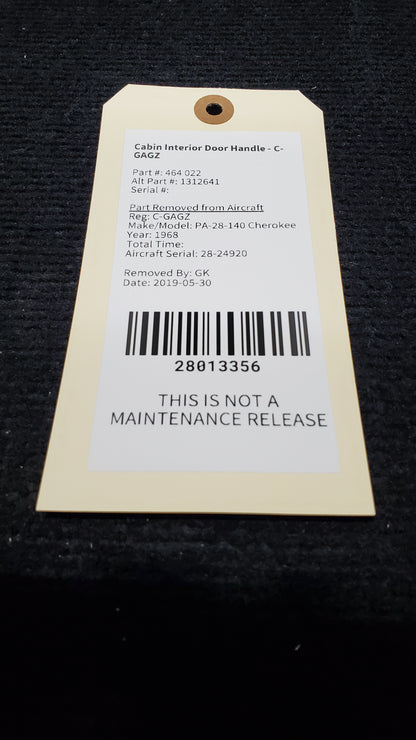 Cabin Interior Door Handle - C-
GAGZ
Part #: 464 022
Alt Part #: 1312641
Serial #:
Part Removed from Aircraft
Reg: C-GAGZ
Make/Model: PA-28-140 Cherokee
Year: 1968
Total Time:
Aircraft Serial: 28-24920
Removed By: GK
Date: 2019-05-30
28013356
THIS IS NOT A
MAINTENANCE RELEASE